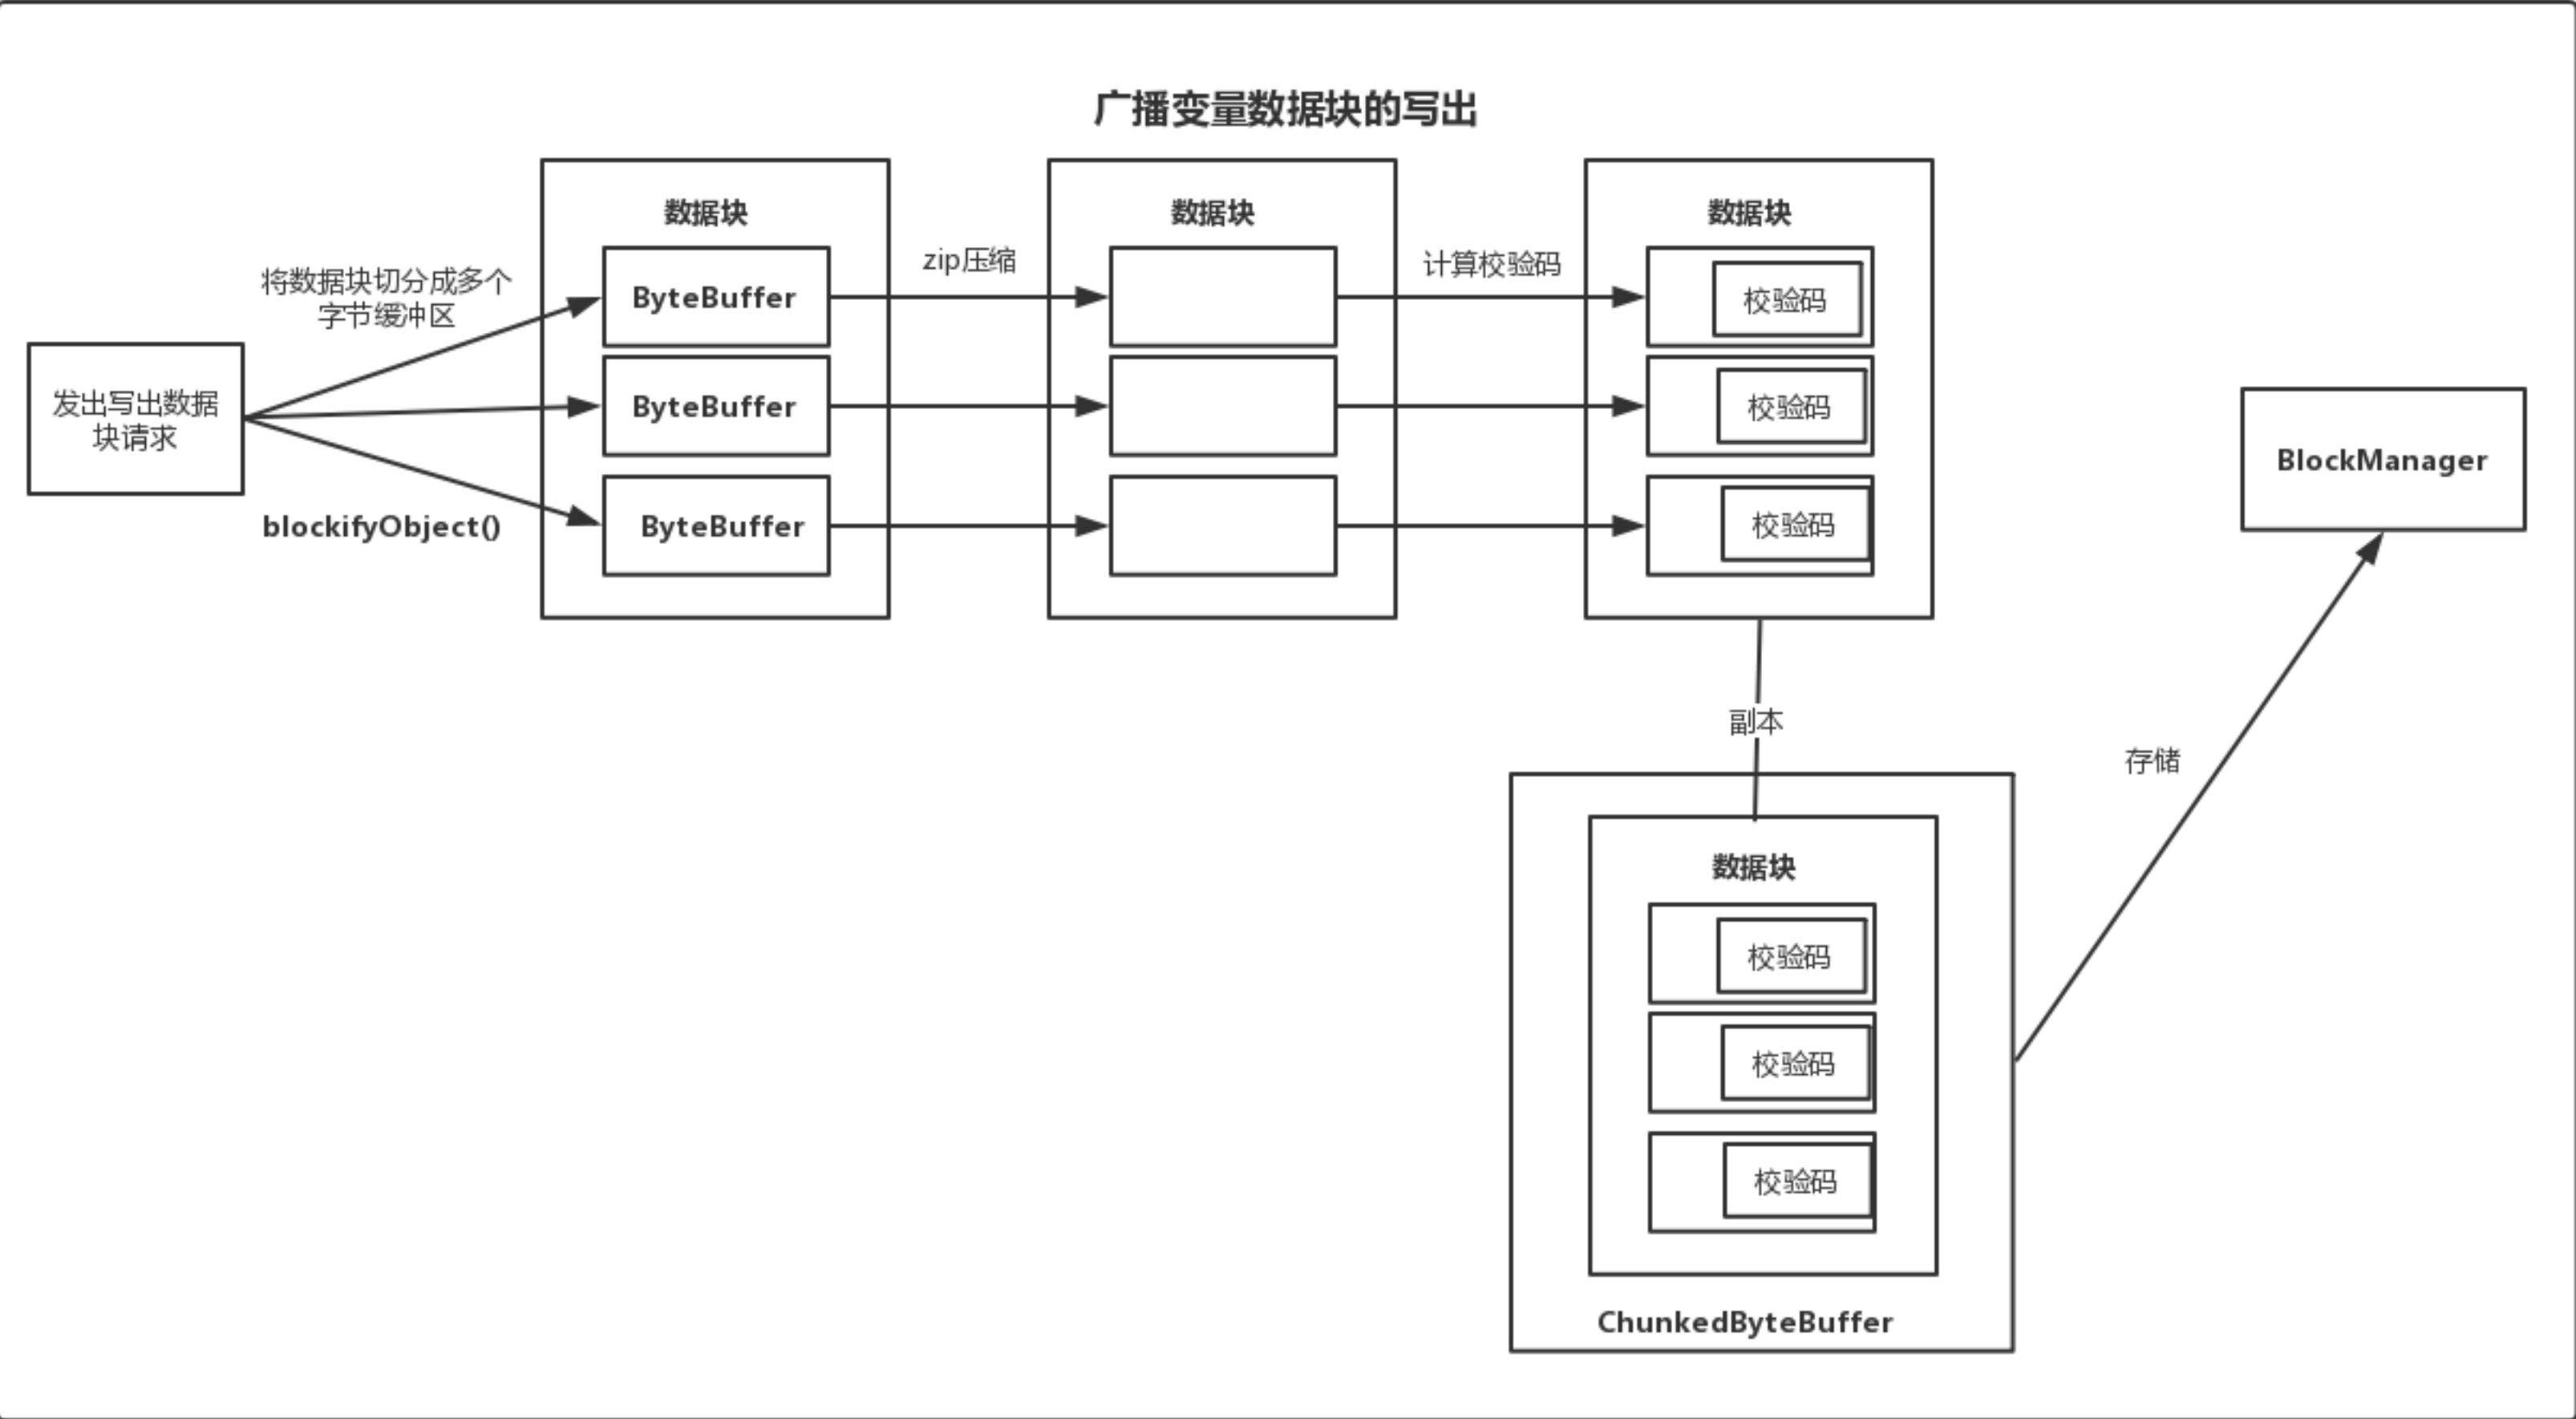 广播变量数据块的写出
发出写出数据
块请求
将数据块切分成多个
字节缓冲区
blockifyObject()
数据块
ByteBuffer
ByteBuffer
ByteBuffer
zip压缩
数据块
计算校验码
数据块
校验码
校验码
校验码
副本
数据块
校验码
校验码
校验码
ChunkedByteBuffer
存储
BlockManager